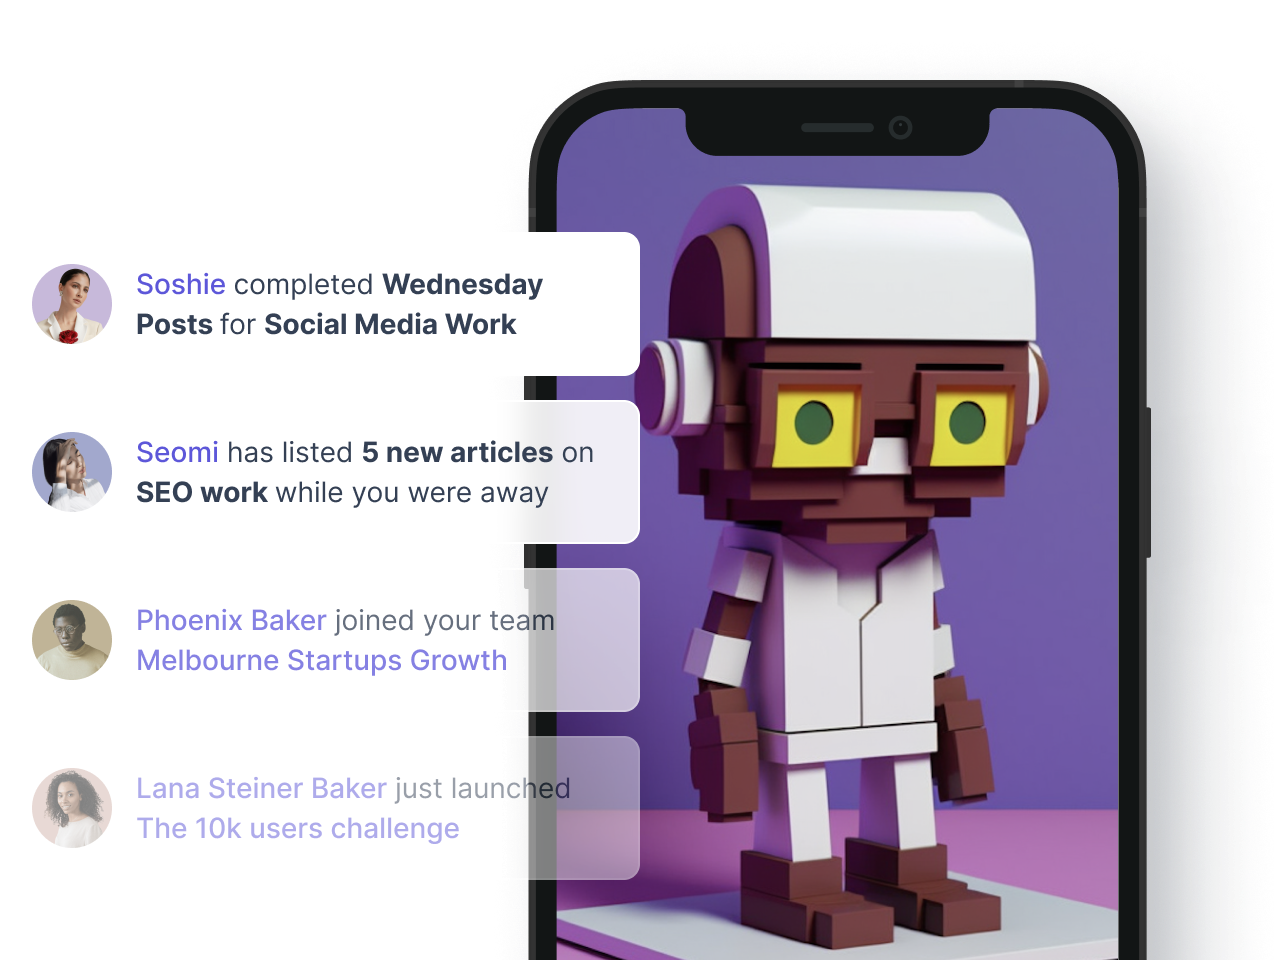 Soshie completed Wednesday
Posts for Social Media Work
Seomi has listed 5 new articles on
SEO work while you were away
Phoenix Baker joined your team
Melbourne Startups Growth
Lana Steiner Baker just launched
The 10k users challenge